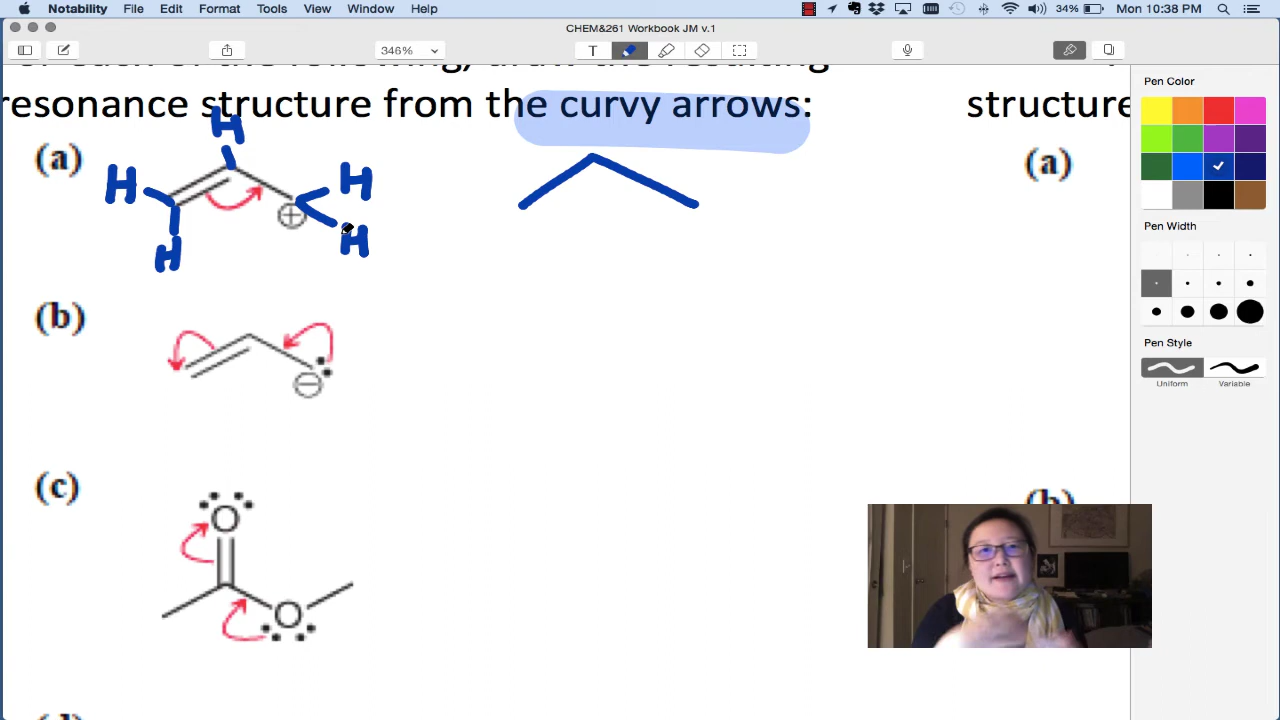 Notability File Edit Format Tools View Window Help 34% Mon 10:38 PM
CHEM&261 Workbook JM v.1
346% T
resonance structure from the curvy arrows: structure
(a) H H H H H (a)
(b)
(c) O O
Pen Color
Pen Width
Pen Style
Uniform Variable